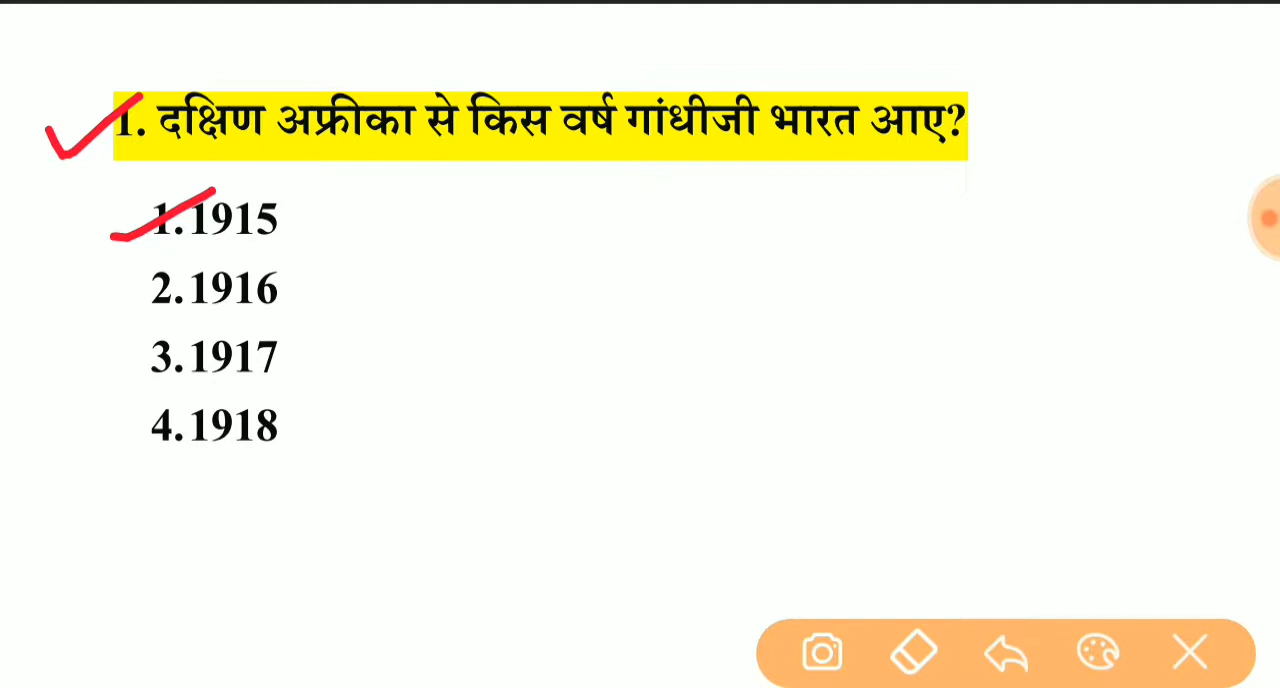 1. दक्षिण अफ्रीका से किस वर्ष गांधीजी भारत आए?
1. 1915
2. 1916
3. 1917
4. 1918